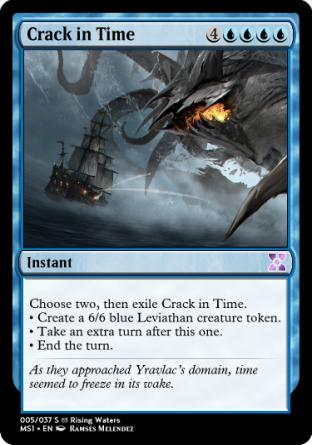 Crack in Time 4
Instant
Choose two, then exile Crack in Time.
• Create a 6/6 blue Leviathan creature token.
• Take an extra turn after this one.
• End the turn.
As they approached Yravlac's domain, time
seemed to freeze in its wake.
005/037 S Rising Waters
MS1 • EN Ramses Melendez